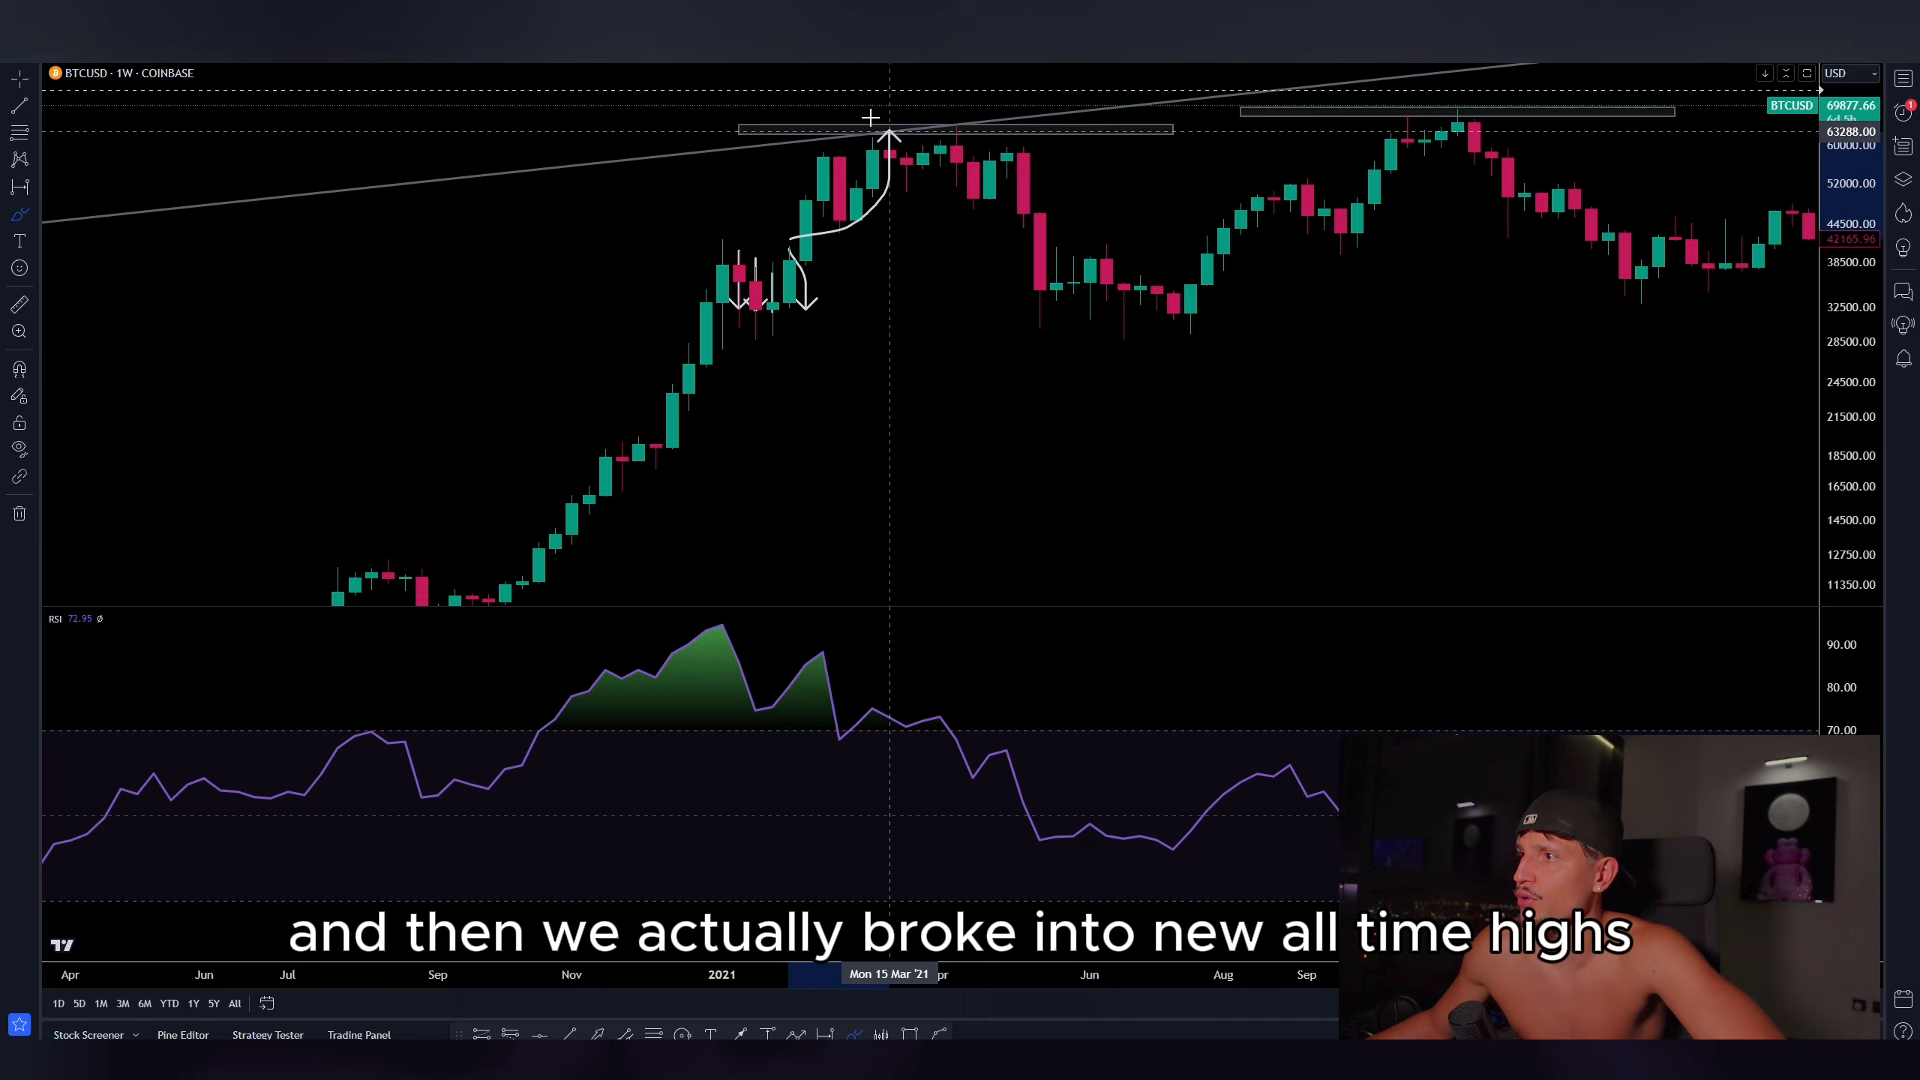 BTCUSD · 1W · COINBASE
USD
BTCUSD 69877.66
6d 5h
63288.00
60000.00
52000.00
44500.00
42165.96
38500.00
32500.00
28500.00
24500.00
21500.00
18500.00
16500.00
14500.00
12750.00
11350.00
1
RSI 72.95 Ø
90.00
80.00
70.00
and then we actually broke into new all time highs
Apr Jun Jul Sep Nov 2021 Mon 15 Mar '21 pr Jun Aug Sep
1D 5D 1M 3M 6M YTD 1Y 5Y All
Stock Screener Pine Editor Strategy Tester Trading Panel